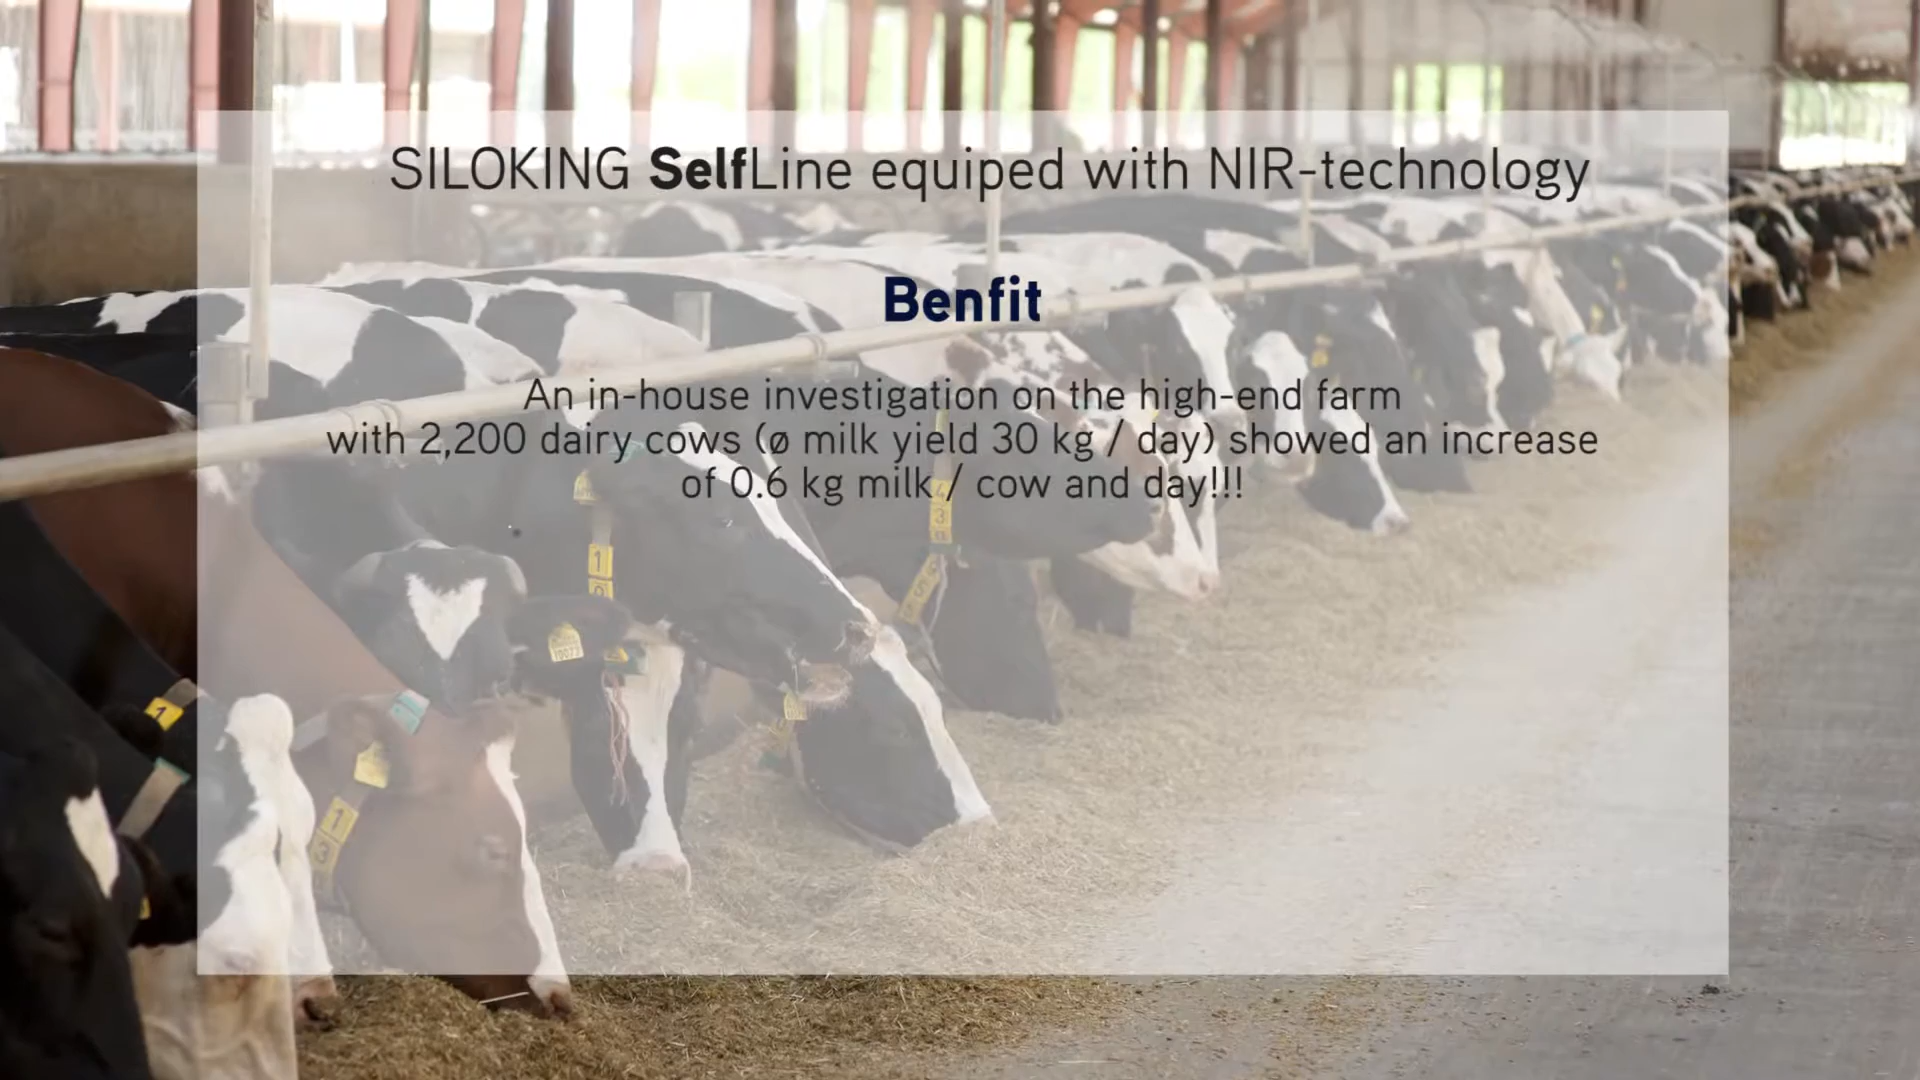 SILOKING SelfLine equiped with NIR-technology
Benfit
An in-house investigation on the high-end farm
with 2,200 dairy cows (ø milk yield 30 kg / day) showed an increase
of 0.6 kg milk / cow and day!!!